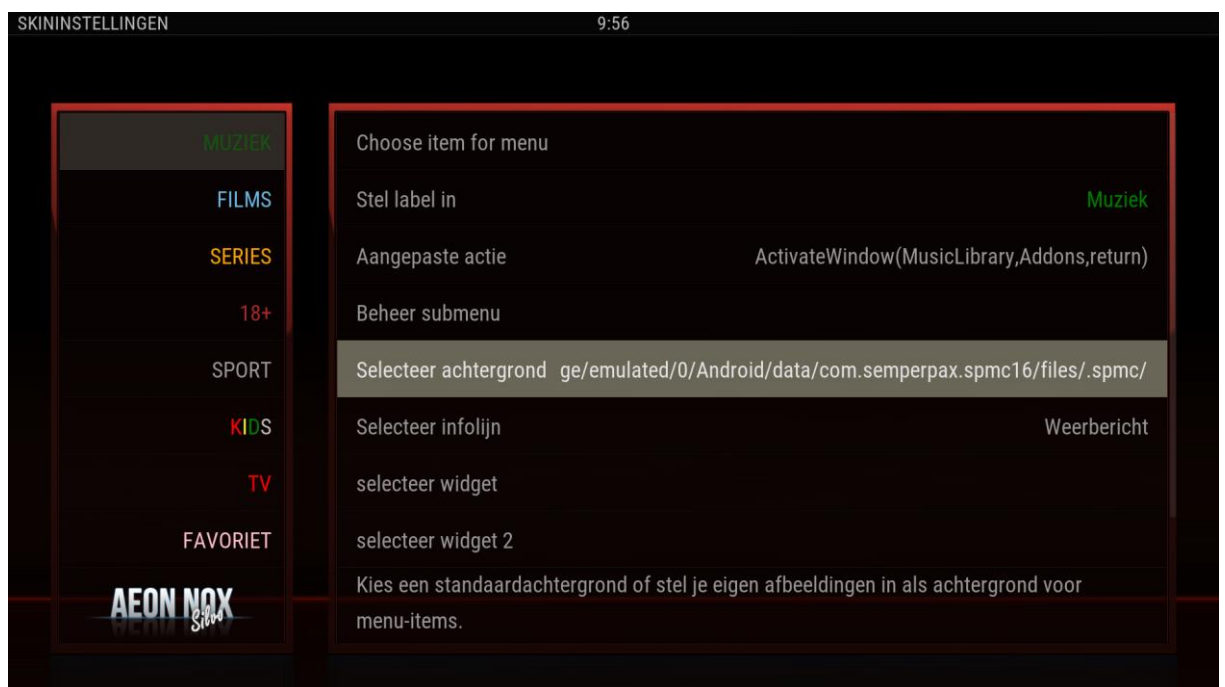 SKININSTELLINGEN 9:56
MUZIEK
FILMS
SERIES
18+
SPORT
KIDS
TV
FAVORIET
AEON NOX
Silvo
Choose item for menu
Stel label in Muziek
Aangepaste actie ActivateWindow(MusicLibrary,Addons,return)
Beheer submenu
Selecteer achtergrond ge/emulated/0/Android/data/com.semperpax.spmc16/files/.spmc/
Selecteer infolijn Weerbericht
selecteer widget
selecteer widget 2
Kies een standaardachtergrond of stel je eigen afbeeldingen in als achtergrond voor
menu-items.